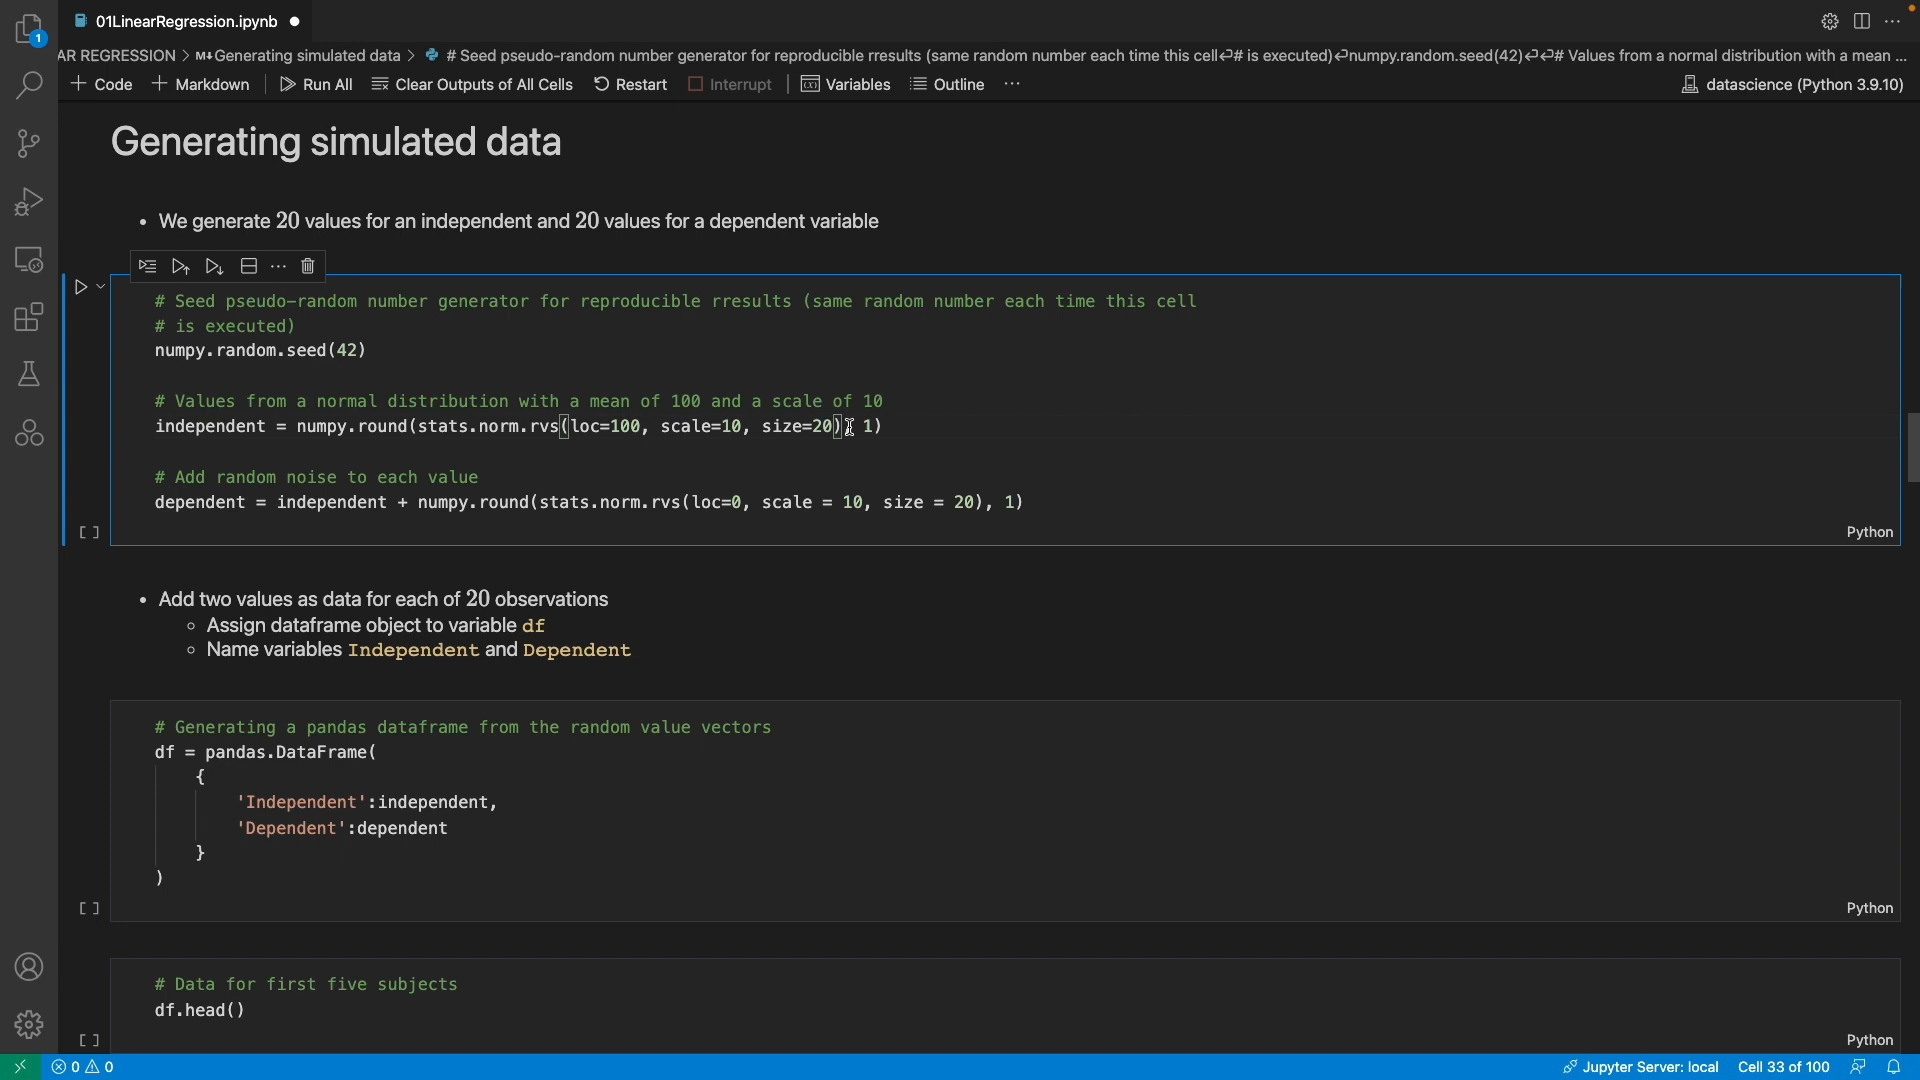 01LinearRegression.ipynb
1
AR REGRESSION > M↓Generating simulated data > # Seed pseudo-random number generator for reproducible rresults (same random number each time this cell↵# is executed)↵numpy.random.seed(42)↵↵# Values from a normal distribution with a mean ...
+ Code + Markdown Run All Clear Outputs of All Cells Restart Interrupt Variables Outline ... datascience (Python 3.9.10)
Generating simulated data
• We generate 20 values for an independent and 20 values for a dependent variable
# Seed pseudo-random number generator for reproducible rresults (same random number each time this cell
# is executed)
numpy.random.seed(42)
# Values from a normal distribution with a mean of 100 and a scale of 10
independent = numpy.round(stats.norm.rvs(loc=100, scale=10, size=20), 1)
# Add random noise to each value
dependent = independent + numpy.round(stats.norm.rvs(loc=0, scale = 10, size = 20), 1)
[ ] Python
• Add two values as data for each of 20 observations
◦ Assign dataframe object to variable df
◦ Name variables Independent and Dependent
# Generating a pandas dataframe from the random value vectors
df = pandas.DataFrame(
{
'Independent':independent,
'Dependent':dependent
}
)
[ ] Python
# Data for first five subjects
df.head()
[ ] Python
0 0 Jupyter Server: local Cell 33 of 100